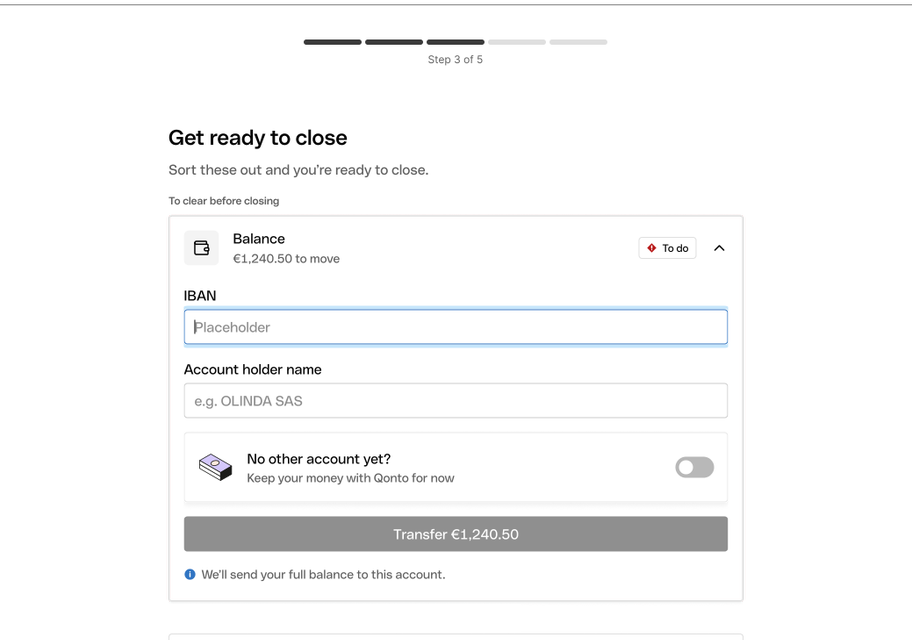 Step 3 of 5
Get ready to close
Sort these out and you're ready to close.
To clear before closing
Balance
€1,240.50 to move
To do
IBAN
Placeholder
Account holder name
e.g. OLINDA SAS
No other account yet?
Keep your money with Qonto for now
Transfer €1,240.50
We'll send your full balance to this account.